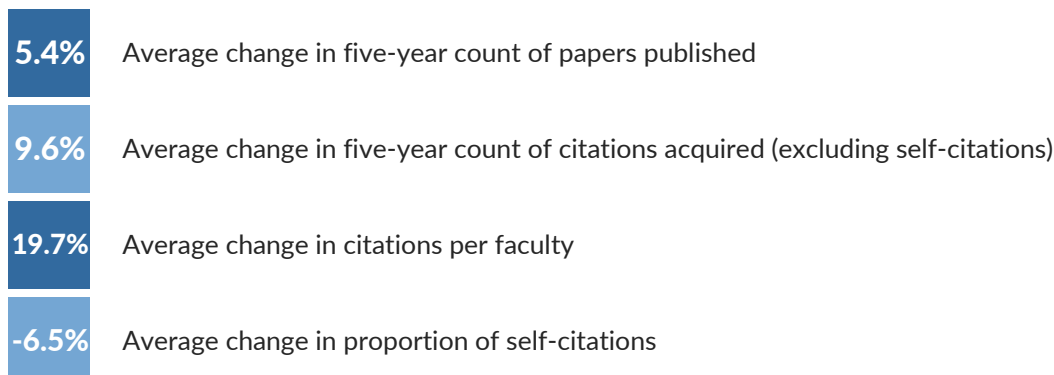 5.4% Average change in five-year count of papers published
9.6% Average change in five-year count of citations acquired (excluding self-citations)
19.7% Average change in citations per faculty
-6.5% Average change in proportion of self-citations